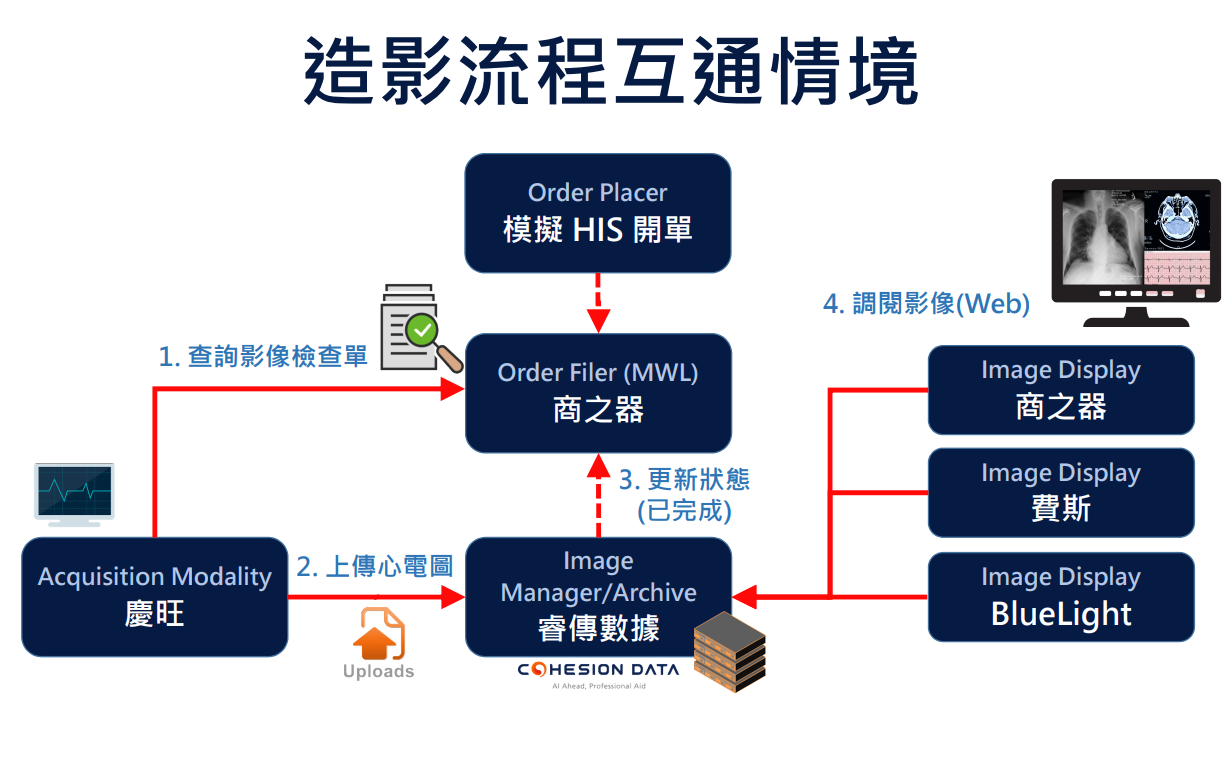 造影流程互通情境
Order Placer
模擬 HIS 開單
4. 調閱影像(Web)
1. 查詢影像檢查單
Order Filer (MWL)
商之器
Image Display
商之器
3. 更新狀態
(已完成)
Image Display
費斯
Acquisition Modality
慶旺
2. 上傳心電圖
Uploads
Image
Manager/Archive
睿傳數據
COHESION DATA
AI Ahead, Professional Aid
Image Display
BlueLight